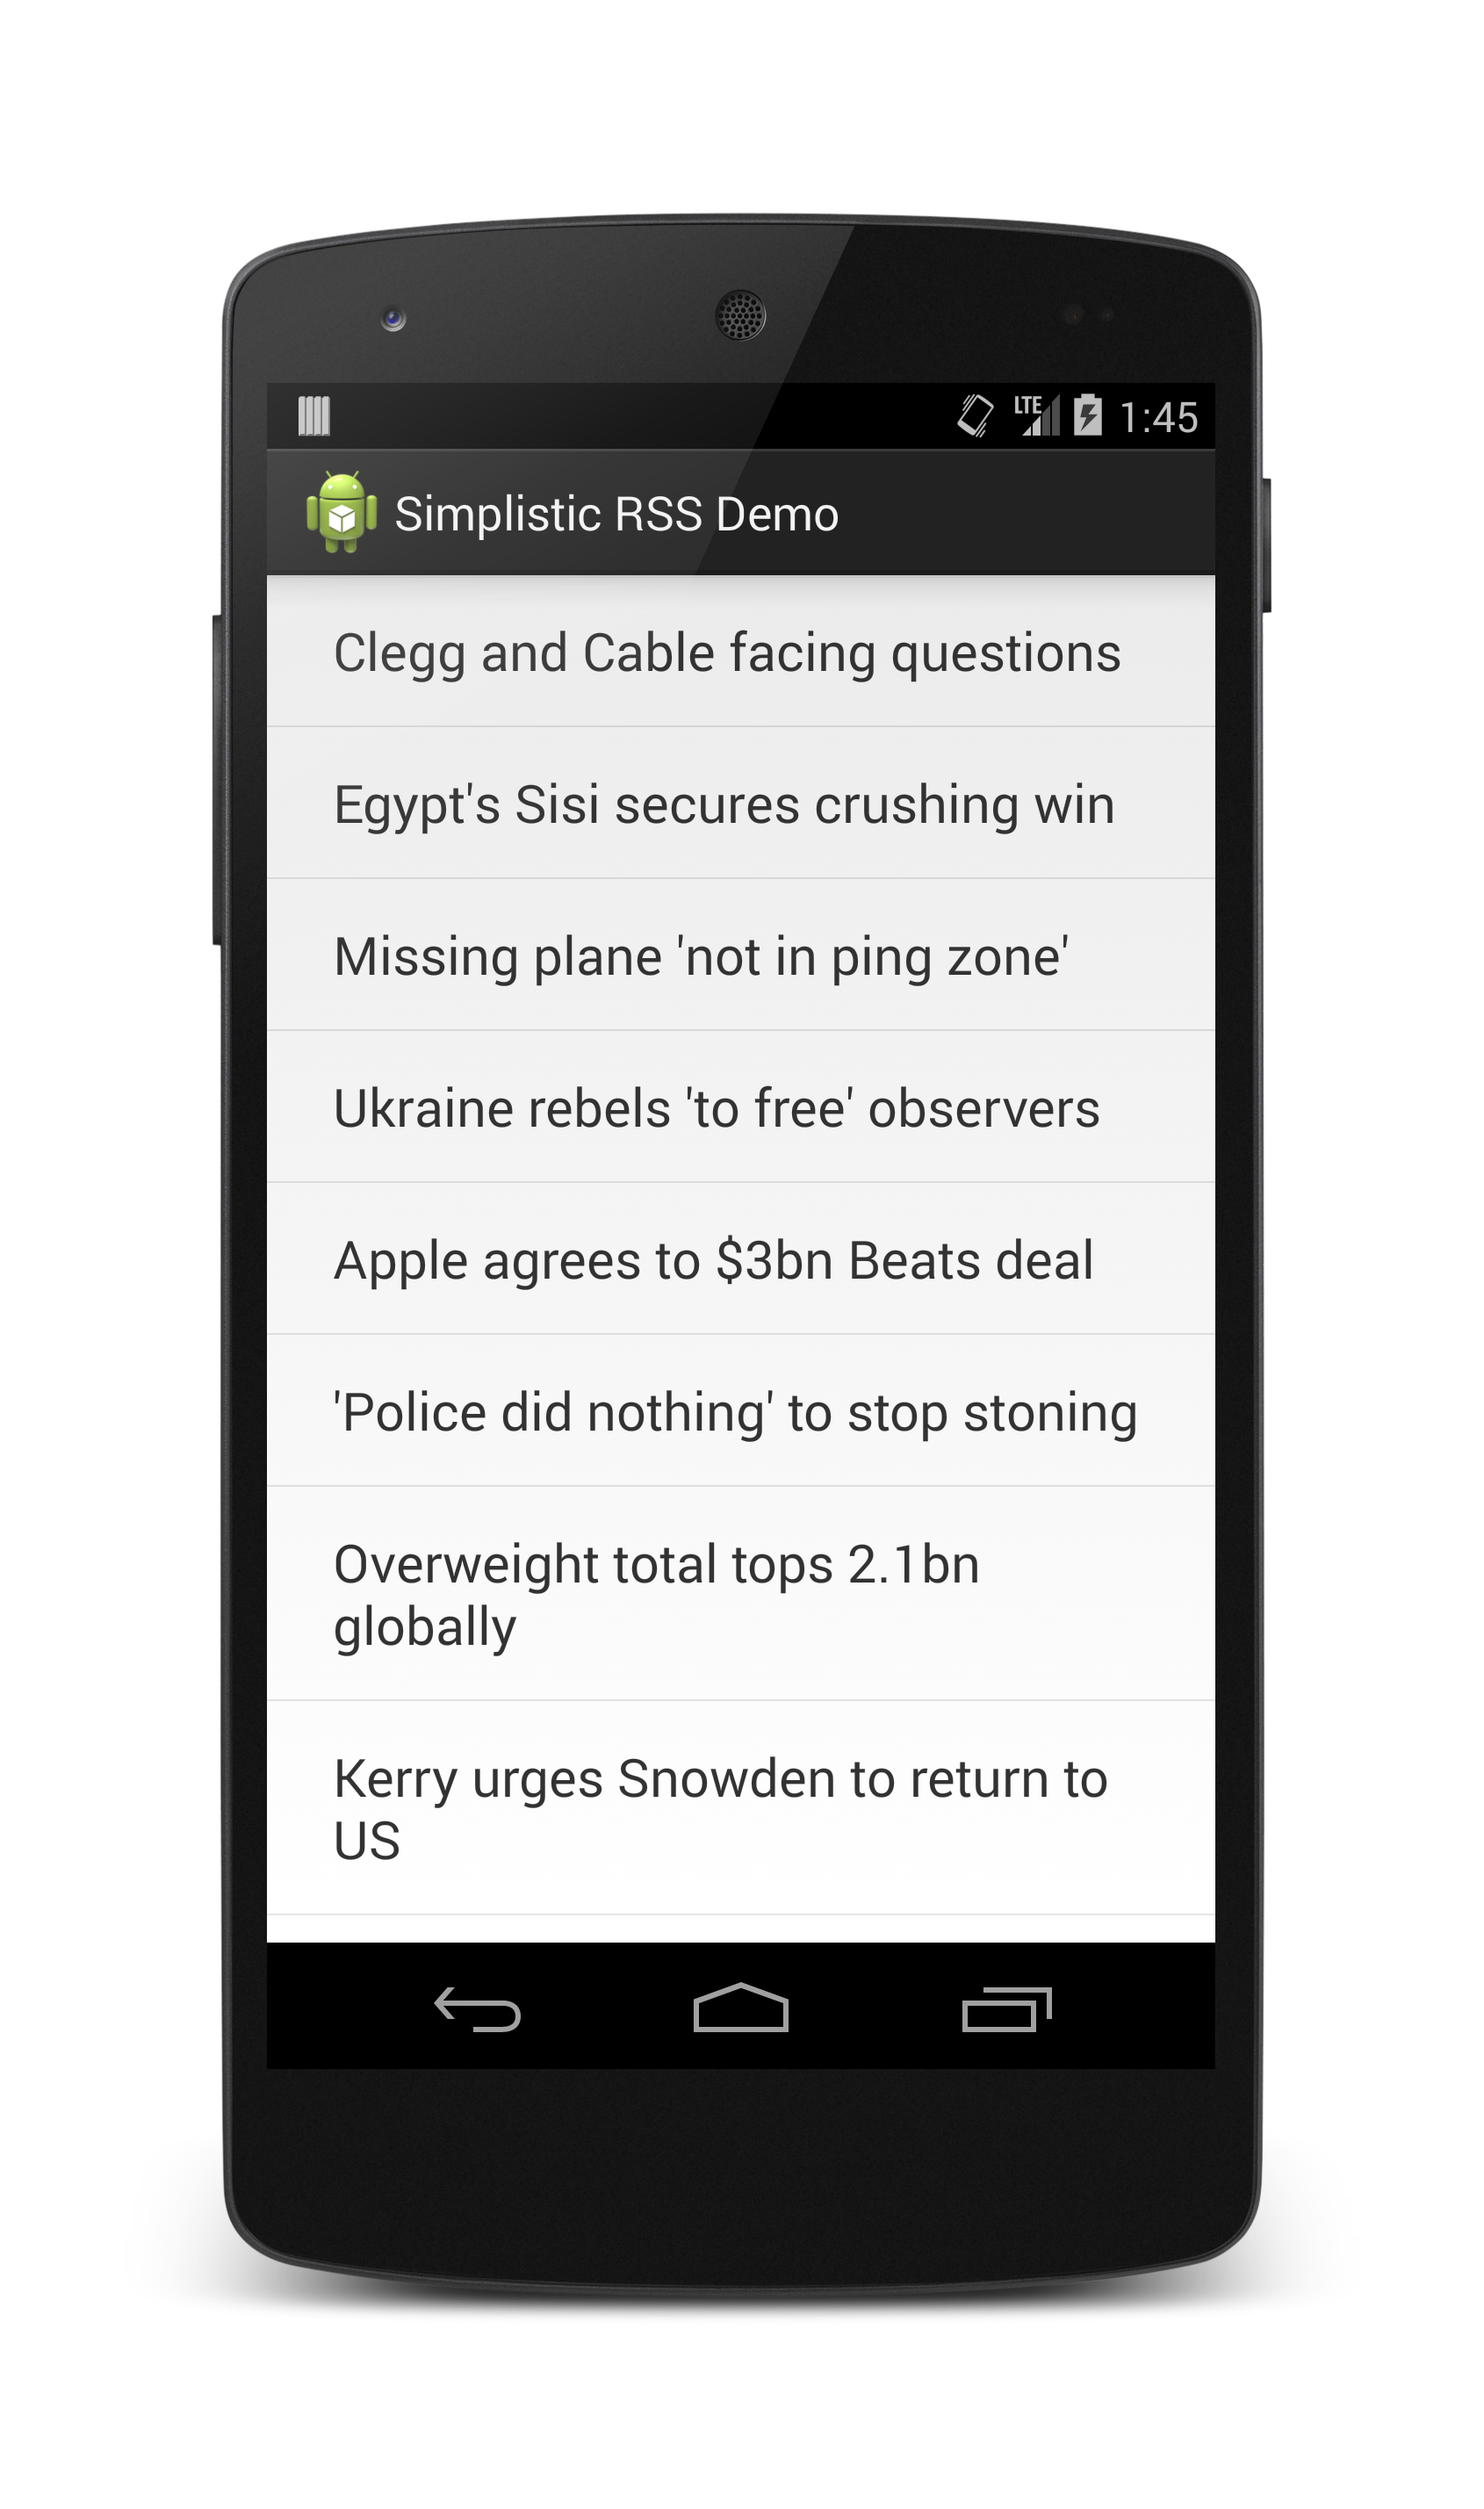 LTE 1:45
Simplistic RSS Demo
Clegg and Cable facing questions
Egypt's Sisi secures crushing win
Missing plane 'not in ping zone'
Ukraine rebels 'to free' observers
Apple agrees to $3bn Beats deal
'Police did nothing' to stop stoning
Overweight total tops 2.1bn
globally
Kerry urges Snowden to return to
US